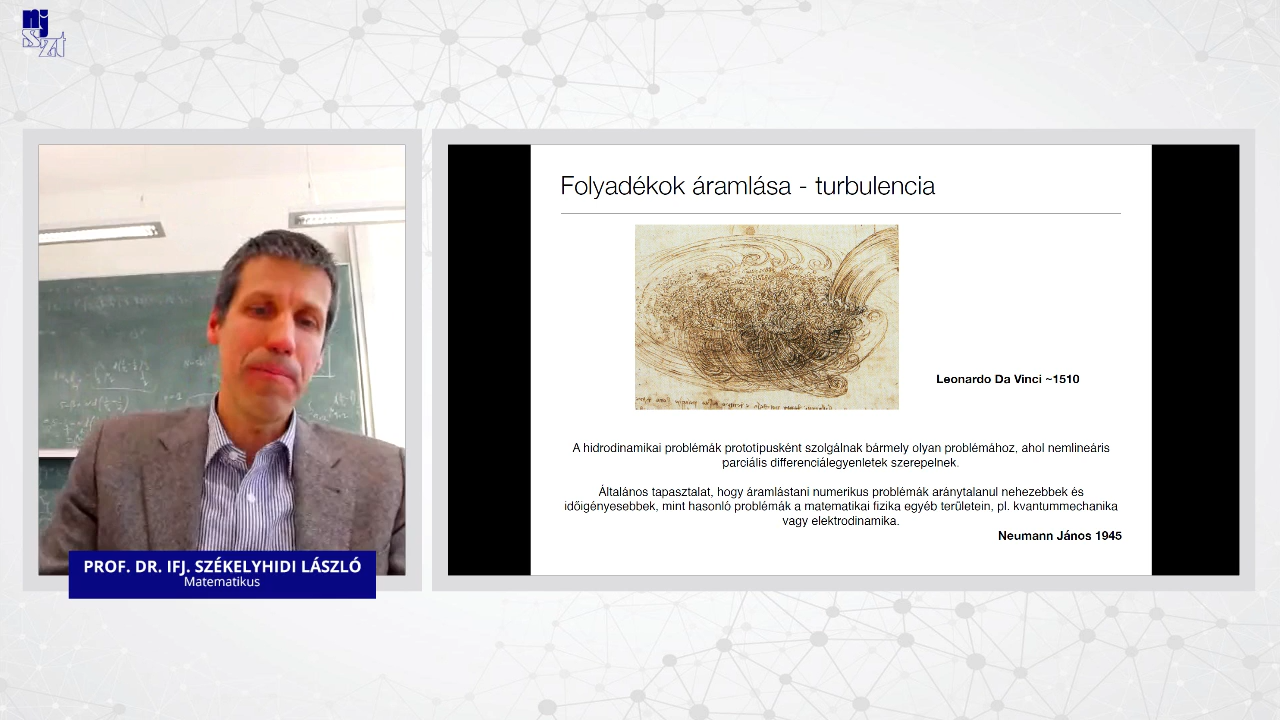 nj
szt
Folyadékok áramlása - turbulencia
Leonardo Da Vinci ~1510
A hidrodinamikai problémák prototípusként szolgálnak bármely olyan problémához, ahol nemlineáris
parciális differenciálegyenletek szerepelnek.
Általános tapasztalat, hogy áramlástani numerikus problémák aránytalanul nehezebbek és
időigényesebbek, mint hasonló problémák a matematikai fizika egyéb területein, pl. kvantummechanika
vagy elektrodinamika.
Neumann János 1945
PROF. DR. IFJ. SZÉKELYHIDI LÁSZLÓ
Matematikus